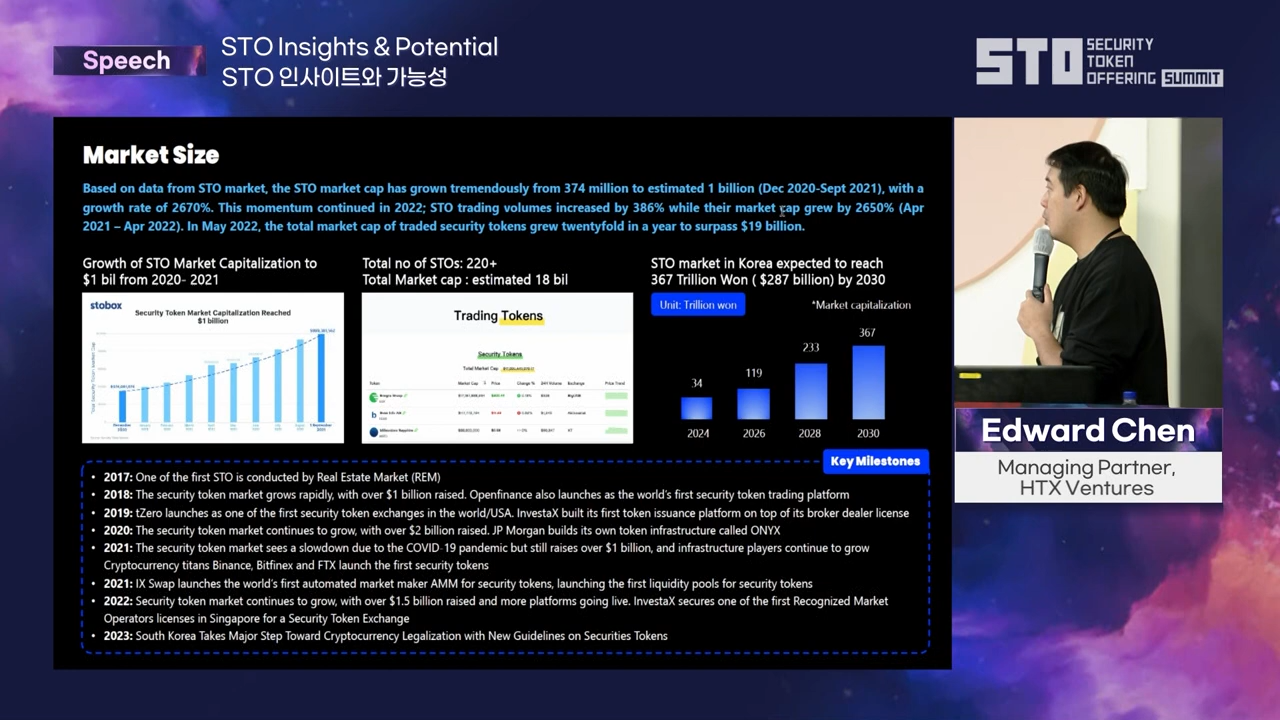 Speech
STO Insights & Potential
STO 인사이트와 가능성
STO SECURITY
TOKEN
OFFERING SUMMIT
Market Size
Based on data from STO market, the STO market cap has grown tremendously from 374 million to estimated 1 billion (Dec 2020-Sept 2021), with a
growth rate of 2670%. This momentum continued in 2022; STO trading volumes increased by 386% while their market cap grew by 2650% (Apr
2021 – Apr 2022). In May 2022, the total market cap of traded security tokens grew twentyfold in a year to surpass $19 billion.
Growth of STO Market Capitalization to
$1 bil from 2020- 2021
stobox
Security Token Market Capitalization Reached
$1 billion
Total Security Token Market Cap
Total no of STOs: 220+
Total Market cap : estimated 18 bil
Trading Tokens
Security Tokens
Total Market Cap
Token Market Cap Price Change % 24H Volume Exchange Price Trend
STO market in Korea expected to reach
367 Trillion Won ( $287 billion) by 2030
Unit: Trillion won
*Market capitalization
34
119
233
367
2024
2026
2028
2030
Key Milestones
• 2017: One of the first STO is conducted by Real Estate Market (REM)
• 2018: The security token market grows rapidly, with over $1 billion raised. Openfinance also launches as the world’s first security token trading platform
• 2019: tZero launches as one of the first security token exchanges in the world/USA. InvestaX built its first token issuance platform on top of its broker dealer license
• 2020: The security token market continues to grow, with over $2 billion raised. JP Morgan builds its own token infrastructure called ONYX
• 2021: The security token market sees a slowdown due to the COVID-19 pandemic but still raises over $1 billion, and infrastructure players continue to grow
Cryptocurrency titans Binance, Bitfinex and FTX launch the first security tokens
• 2021: IX Swap launches the world’s first automated market maker AMM for security tokens, launching the first liquidity pools for security tokens
• 2022: Security token market continues to grow, with over $1.5 billion raised and more platforms going live. InvestaX secures one of the first Recognized Market
Operators licenses in Singapore for a Security Token Exchange
• 2023: South Korea Takes Major Step Toward Cryptocurrency Legalization with New Guidelines on Securities Tokens
Edward Chen
Managing Partner,
HTX Ventures